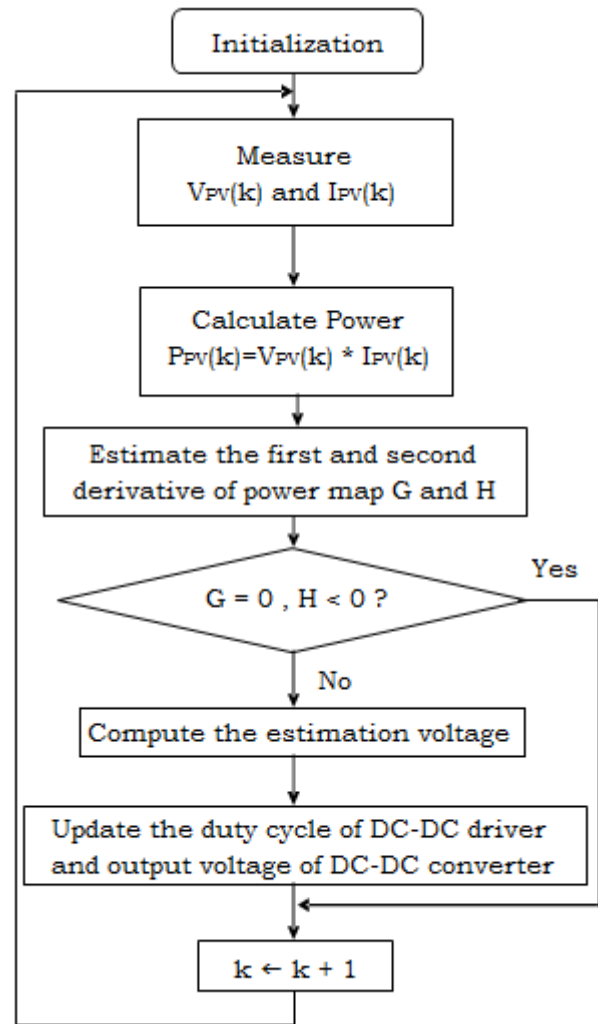 Initialization
Measure
VPV(k) and IPV(k)
Calculate Power
PPV(k)=VPV(k) * IPV(k)
Estimate the first and second
derivative of power map G and H
G = 0 , H < 0 ?
Yes
No
Compute the estimation voltage
Update the duty cycle of DC-DC driver
and output voltage of DC-DC converter
k ← k + 1